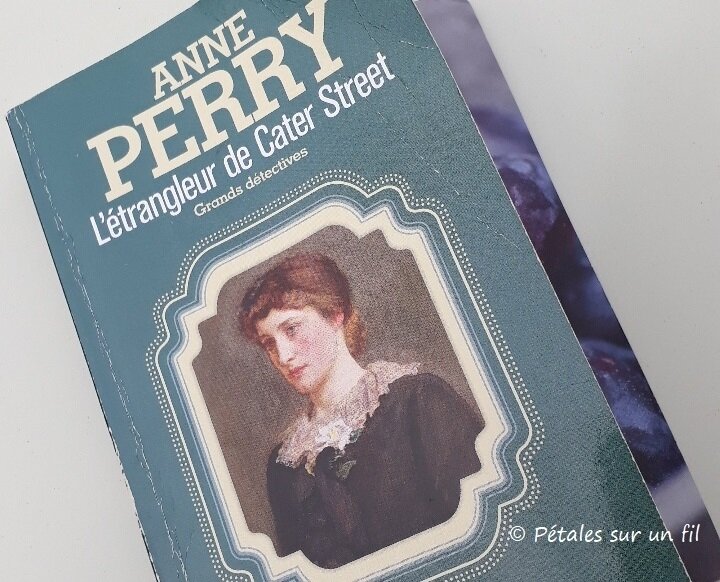 ANNE
PERRY
L'étrangleur de Cater Street
Grands détectives
© Pétales sur un fil